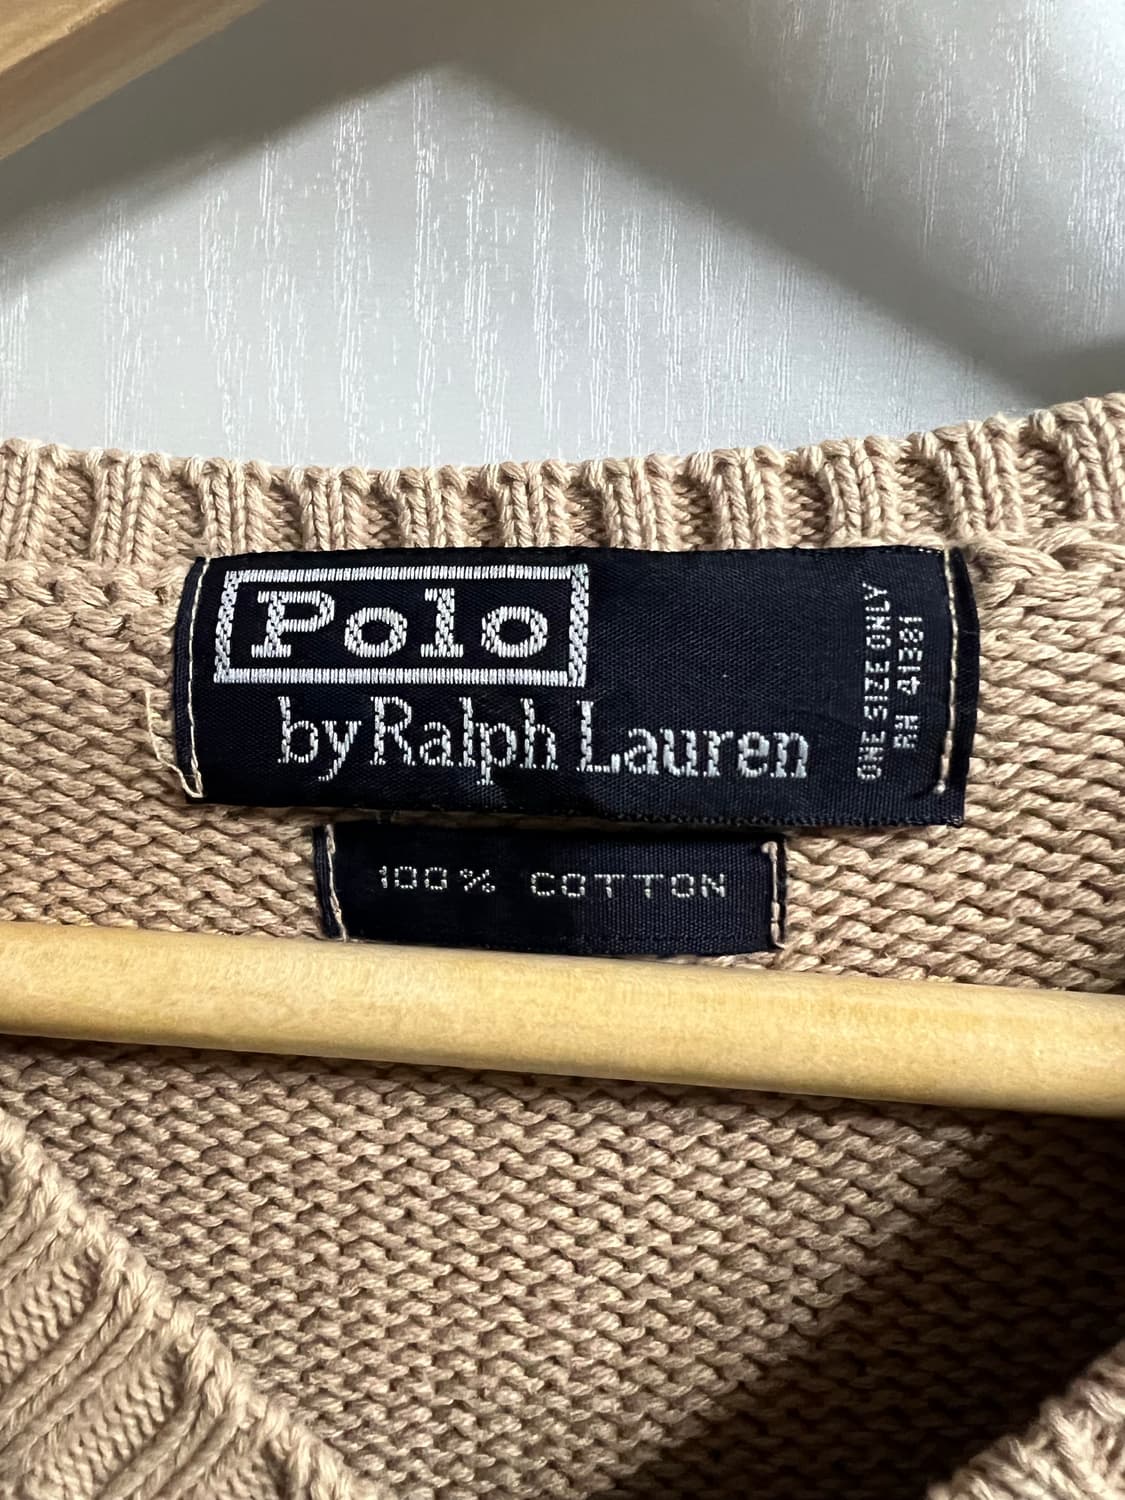 Polo
by Ralph Lauren
ONE SIZE ONLY
RN 41381
100% COTTON